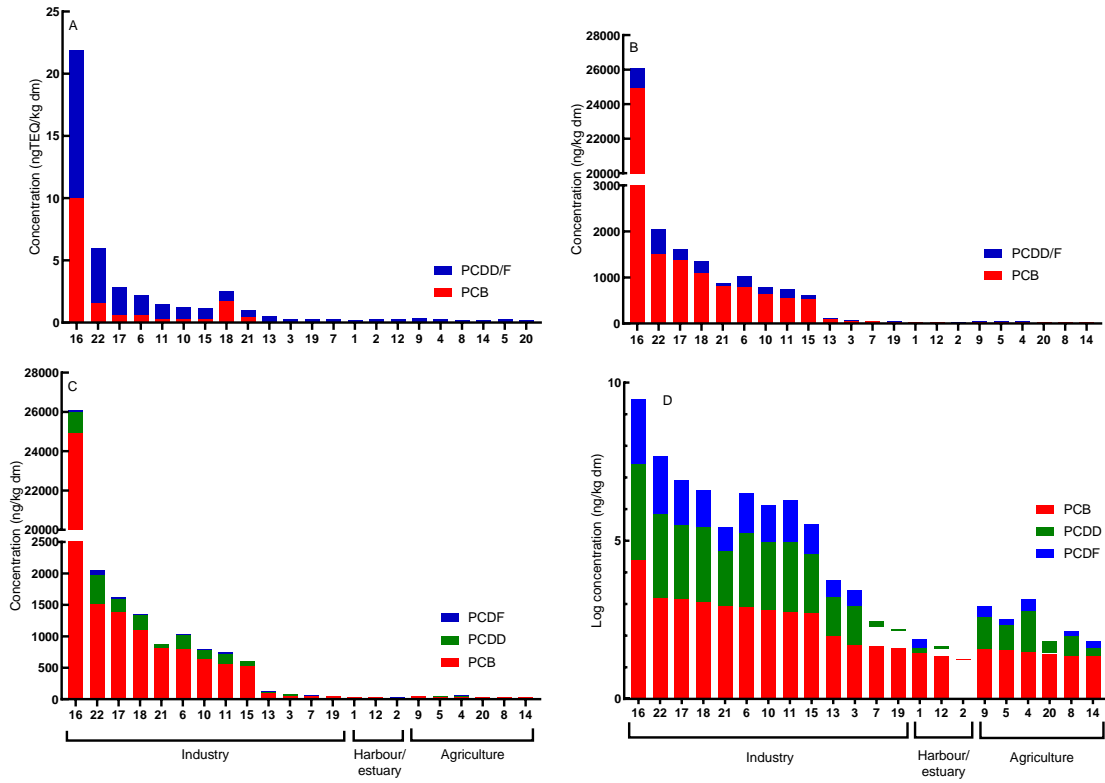 A
25
20
15
10
5
0
Concentration (ngTEQ/kg dm)
PCDD/F
PCB
16 22 17 6 11 10 15 18 21 13 3 19 7 1 2 12 9 4 8 14 5 20
B
28000
26000
24000
22000
20000
3000
2000
1000
0
Concentration (ng/kg dm)
PCDD/F
PCB
16 22 17 18 21 6 10 11 15 13 3 7 19 1 12 2 9 5 4 20 8 14
C
28000
26000
24000
22000
20000
2500
2000
1500
1000
500
0
Concentration (ng/kg dm)
PCDF
PCDD
PCB
16 22 17 18 21 6 10 11 15 13 3 7 19 1 12 2 9 5 4 20 8 14
Industry
Harbour/
estuary
Agriculture
D
10
5
0
Log concentration (ng/kg dm)
PCB
PCDD
PCDF
16 22 17 18 21 6 10 11 15 13 3 7 19 1 12 2 9 5 4 20 8 14
Industry
Harbour/
estuary
Agriculture